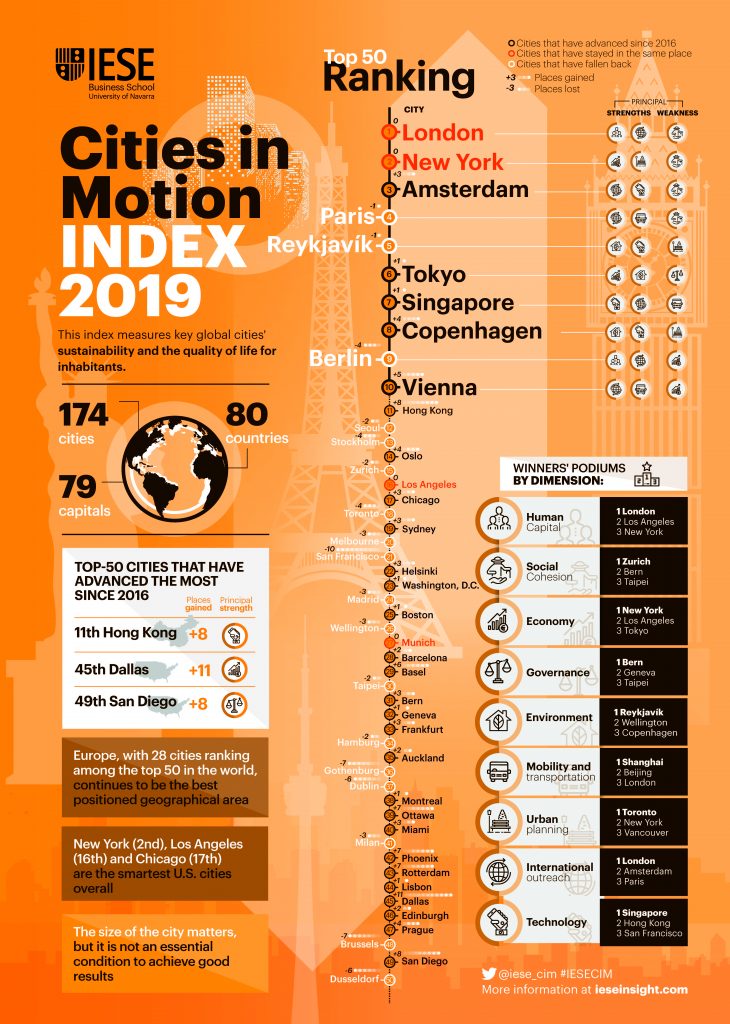 IESE
Business School
University of Navarra
Cities in
Motion
INDEX
2019
This index measures key global cities'
sustainability and the quality of life for
inhabitants.
174
cities
80
countries
79
capitals
TOP-50 CITIES THAT HAVE
ADVANCED THE MOST
SINCE 2016
Places
gained
Principal
strength
11th Hong Kong +8
45th Dallas +11
49th San Diego +8
Europe, with 28 cities ranking
among the top 50 in the world,
continues to be the best
positioned geographical area
New York (2nd), Los Angeles
(16th) and Chicago (17th)
are the smartest U.S. cities
overall
The size of the city matters,
but it is not an essential
condition to achieve good
results
Top 50
Ranking
Cities that have advanced since 2016
Cities that have stayed in the same place
Cities that have fallen back
+3 Places gained
-3 Places lost
PRINCIPAL
STRENGTHS WEAKNESS
CITY
0
1 London
0
2 New York
+3
3 Amsterdam
-1
Paris 4
-1
Reykjavík 5
+1
6 Tokyo
+1
7 Singapore
+4
8 Copenhagen
-4
Berlin 9
+5
10 Vienna
+8
11 Hong Kong
-2
Seoul 12
-4
Stockholm 13
+4
14 Oslo
-2
Zurich 15
0
16 Los Angeles
+3
17 Chicago
-4
Toronto 18
+3
19 Sydney
-3
Melbourne 20
-10
San Francisco 21
+3
22 Helsinki
+1
23 Washington, D.C.
-4
Madrid 24
+1
25 Boston
-3
Wellington 26
0
Munich
+2
28 Barcelona
+6
29 Basel
-2
Taipei 30
+3
31 Bern
32 Geneva
+3
33 Frankfurt
-2
Hamburg 34
+2
35 Auckland
-7
Gothenburg 36
-6
Dublin 37
38 Montreal
39 Ottawa
+3
40 Miami
-3
Milan 41
+7
42 Phoenix
+7
43 Rotterdam
44 Lisbon
+11
45 Dallas
+2
46 Edinburgh
+4
47 Prague
-7
Brussels 48
+8
49 San Diego
-6
Dusseldorf 50
WINNERS' PODIUMS
BY DIMENSION:
Human
Capital
1 London
2 Los Angeles
3 New York
Social
Cohesion
1 Zurich
2 Bern
3 Taipei
Economy
1 New York
2 Los Angeles
3 Tokyo
Governance
1 Bern
2 Geneva
3 Taipei
Environment
1 Reykjavík
2 Wellington
3 Copenhagen
Mobility and
transportation
1 Shanghai
2 Beijing
3 London
Urban
planning
1 Toronto
2 New York
3 Vancouver
International
outreach
1 London
2 Amsterdam
3 Paris
Technology
1 Singapore
2 Hong Kong
3 San Francisco
@iese_cim #IESECIM
More information at ieseinsight.com